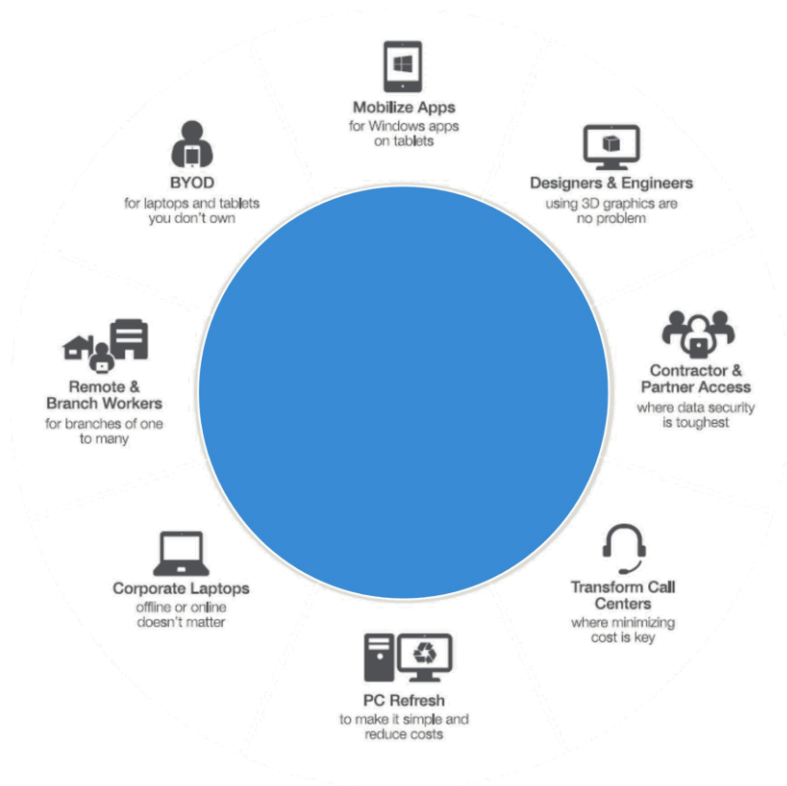 Mobilize Apps
for Windows apps
on tablets
Designers & Engineers
using 3D graphics are
no problem
Contractor &
Partner Access
where data security
is toughest
Transform Call
Centers
where minimizing
cost is key
PC Refresh
to make it simple and
reduce costs
Corporate Laptops
offline or online
doesn't matter
Remote &
Branch Workers
for branches of one
to many
BYOD
for laptops and tablets
you don't own